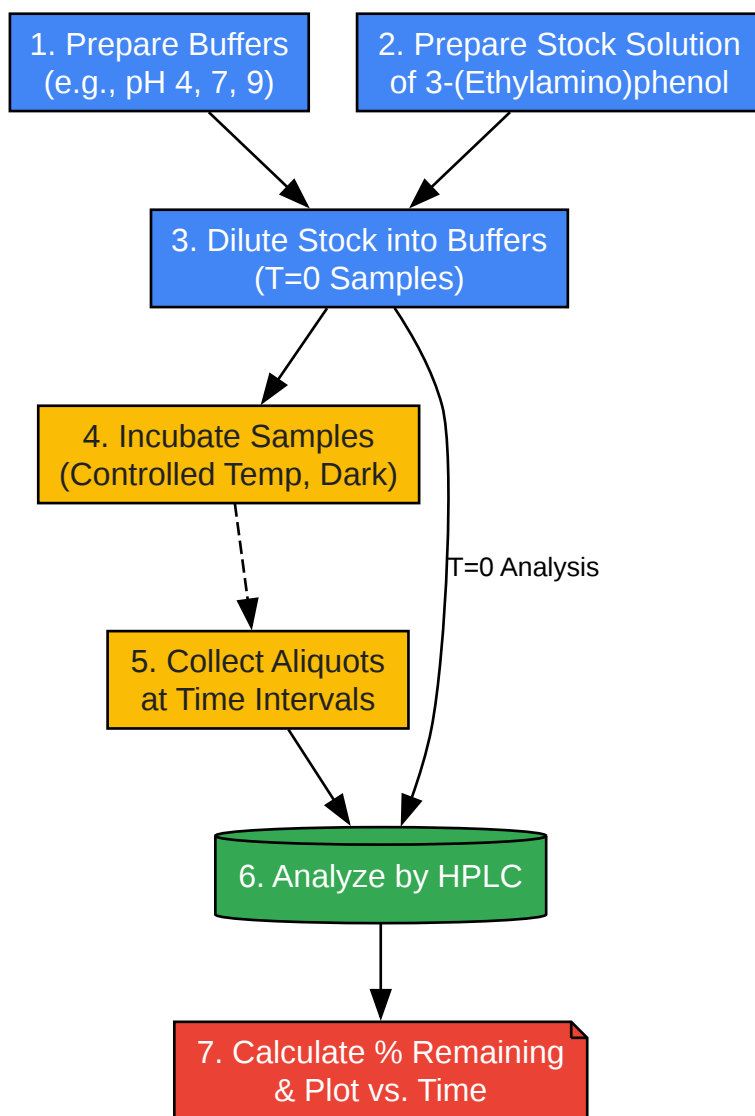 1. Prepare Buffers
(e.g., pH 4, 7, 9)
2. Prepare Stock Solution
of 3-(Ethylamino)phenol
3. Dilute Stock into Buffers
(T=0 Samples)
4. Incubate Samples
(Controlled Temp, Dark)
T=0 Analysis
5. Collect Aliquots
at Time Intervals
6. Analyze by HPLC
7. Calculate % Remaining
& Plot vs. Time